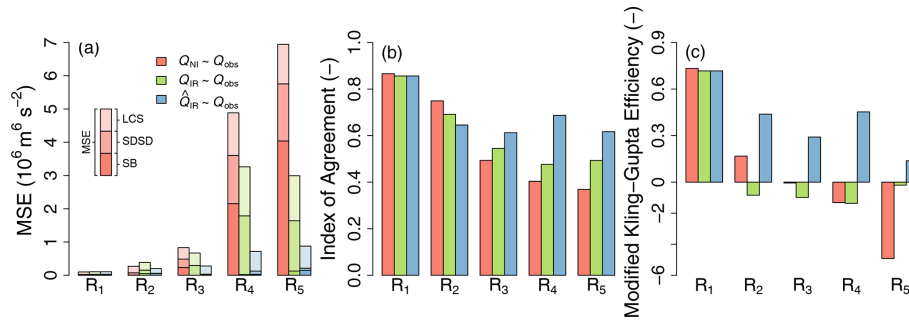 (a)
MSE (10⁶ m⁶ s⁻²)
7
6
5
4
3
2
1
0
Q_NI ~ Q_obs
Q_IR ~ Q_obs
Q̂_IR ~ Q_obs
MSE
LCS
SDSD
SB
R₁ R₂ R₃ R₄ R₅
(b)
Index of Agreement (−)
1.0
0.8
0.6
0.4
0.2
0.0
R₁ R₂ R₃ R₄ R₅
(c)
Modified Kling−Gupta Efficiency (−)
0.9
0.6
0.3
0
−2
−6
R₁ R₂ R₃ R₄ R₅